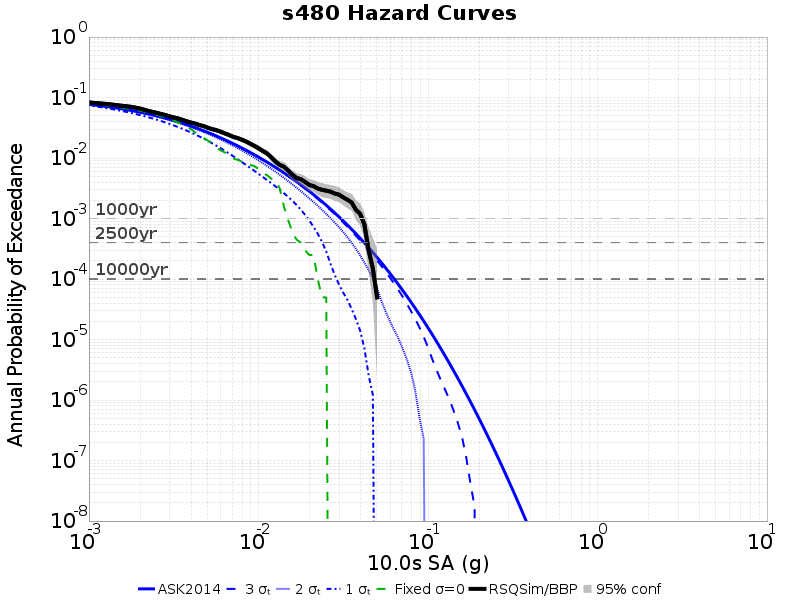 s480 Hazard Curves
Annual Probability of Exceedance
10^0
10^-1
10^-2
10^-3
10^-4
10^-5
10^-6
10^-7
10^-8
1000yr
2500yr
10000yr
10^-3 10^-2 10^-1 10^0 10^1
10.0s SA (g)
ASK2014 3 σₜ 2 σₜ 1 σₜ Fixed σ=0 RSQSim/BBP 95% conf